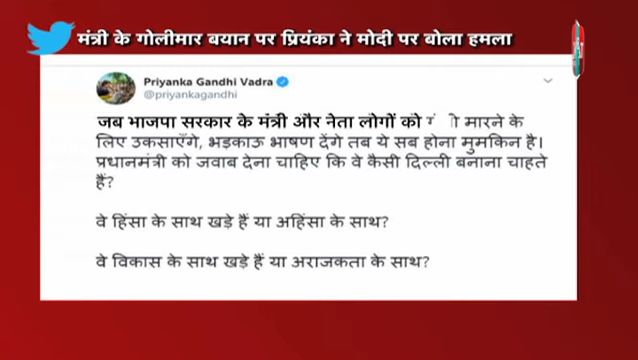 मंत्री के गोलीमार बयान पर प्रियंका ने मोदी पर बोला हमला
Priyanka Gandhi Vadra
@priyankagandhi
जब भाजपा सरकार के मंत्री और नेता लोगों को मारने के
लिए उकसाएँगे, भड़काऊ भाषण देंगे तब ये सब होना मुमकिन है।
प्रधानमंत्री को जवाब देना चाहिए कि वे कैसी दिल्ली बनाना चाहते
हैं?
वे हिंसा के साथ खड़े हैं या अहिंसा के साथ?
वे विकास के साथ खड़े हैं या अराजकता के साथ?